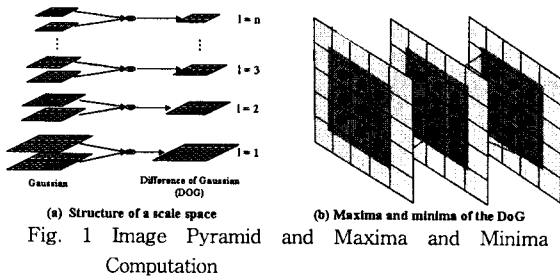 l = n
l = 3
l = 2
l = 1
Gaussian
Difference of Gaussian
(DOG)
(a) Structure of a scale space
(b) Maxima and minima of the DoG
Fig. 1 Image Pyramid and Maxima and Minima
Computation